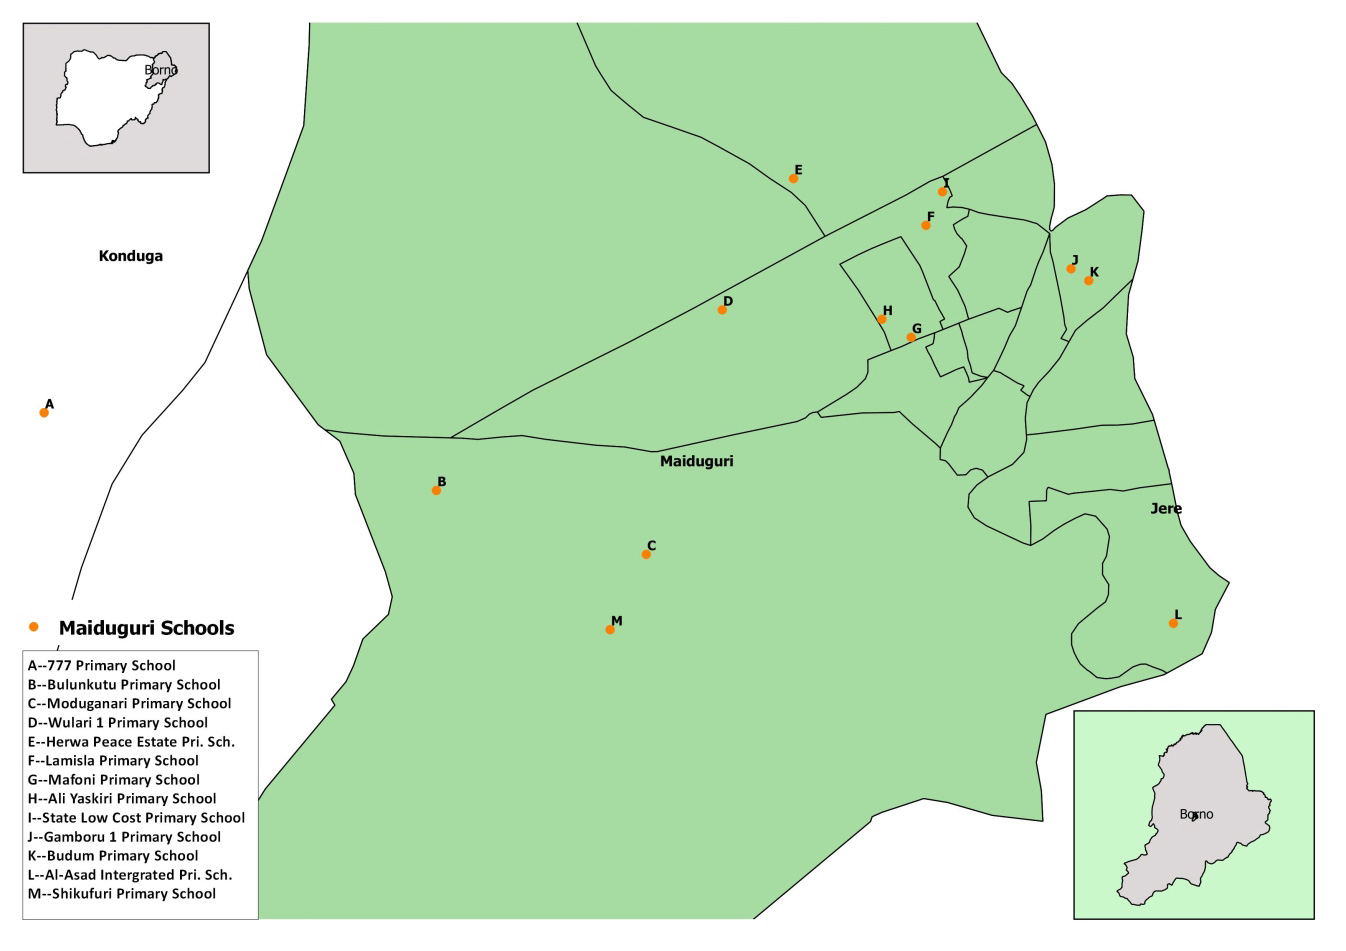 Borno
Konduga
E
I
F
J
K
D
H
G
A
Maiduguri
B
Jere
C
L
M
Maiduguri Schools
A--777 Primary School
B--Bulunkutu Primary School
C--Moduganari Primary School
D--Wulari 1 Primary School
E--Herwa Peace Estate Pri. Sch.
F--Lamisla Primary School
G--Mafoni Primary School
H--Ali Yaskiri Primary School
I--State Low Cost Primary School
J--Gamboru 1 Primary School
K--Budum Primary School
L--Al-Asad Intergrated Pri. Sch.
M--Shikufuri Primary School
Borno